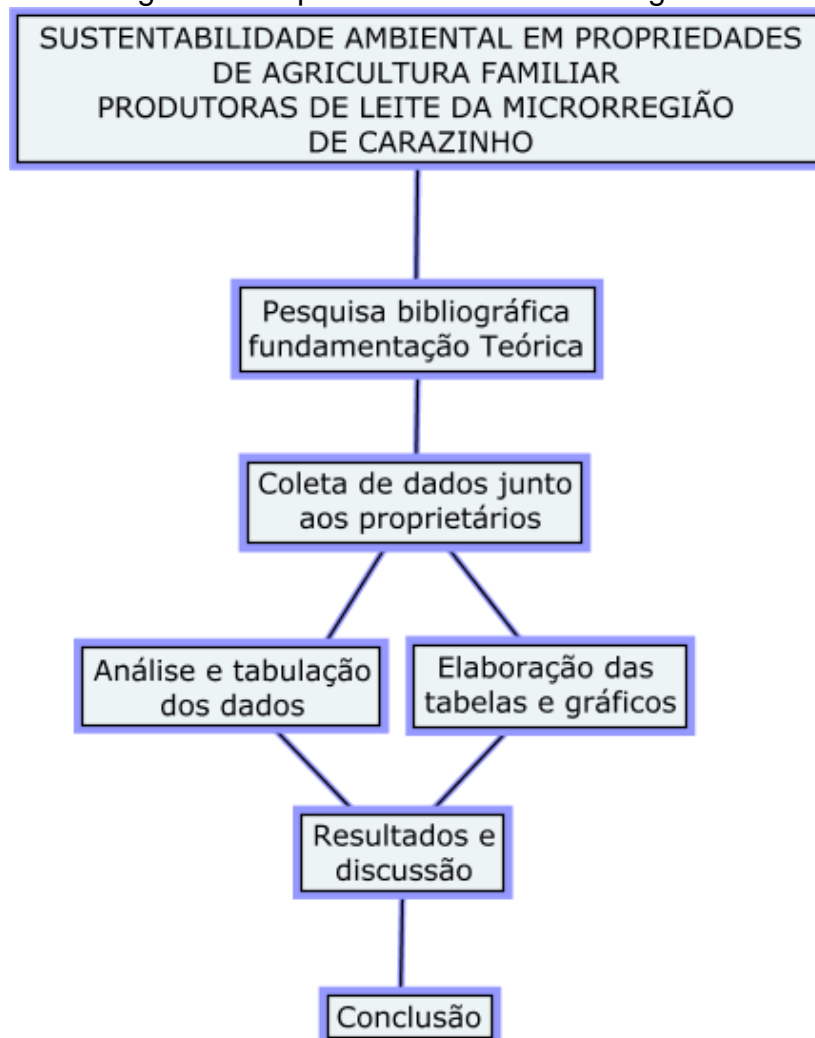 SUSTENTABILIDADE AMBIENTAL EM PROPRIEDADES
DE AGRICULTURA FAMILIAR
PRODUTORAS DE LEITE DA MICRORREGIÃO
DE CARAZINHO
Pesquisa bibliográfica
fundamentação Teórica
Coleta de dados junto
aos proprietários
Análise e tabulação
dos dados
Elaboração das
tabelas e gráficos
Resultados e
discussão
Conclusão